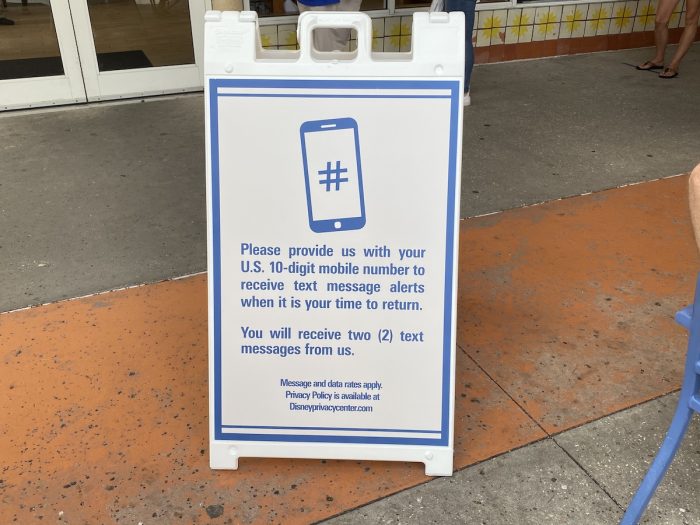 #
Please provide us with your
U.S. 10-digit mobile number to
receive text message alerts
when it is your time to return.
You will receive two (2) text
messages from us.
Message and data rates apply.
Privacy Policy is available at
Disneyprivacycenter.com